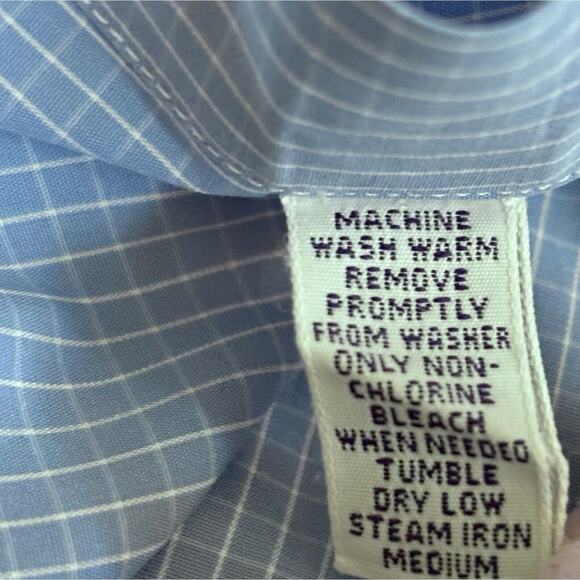 MACHINE
WASH WARM
REMOVE
PROMPTLY
FROM WASHER
ONLY NON-
CHLORINE
BLEACH
WHEN NEEDED
TUMBLE
DRY LOW
STEAM IRON
MEDIUM